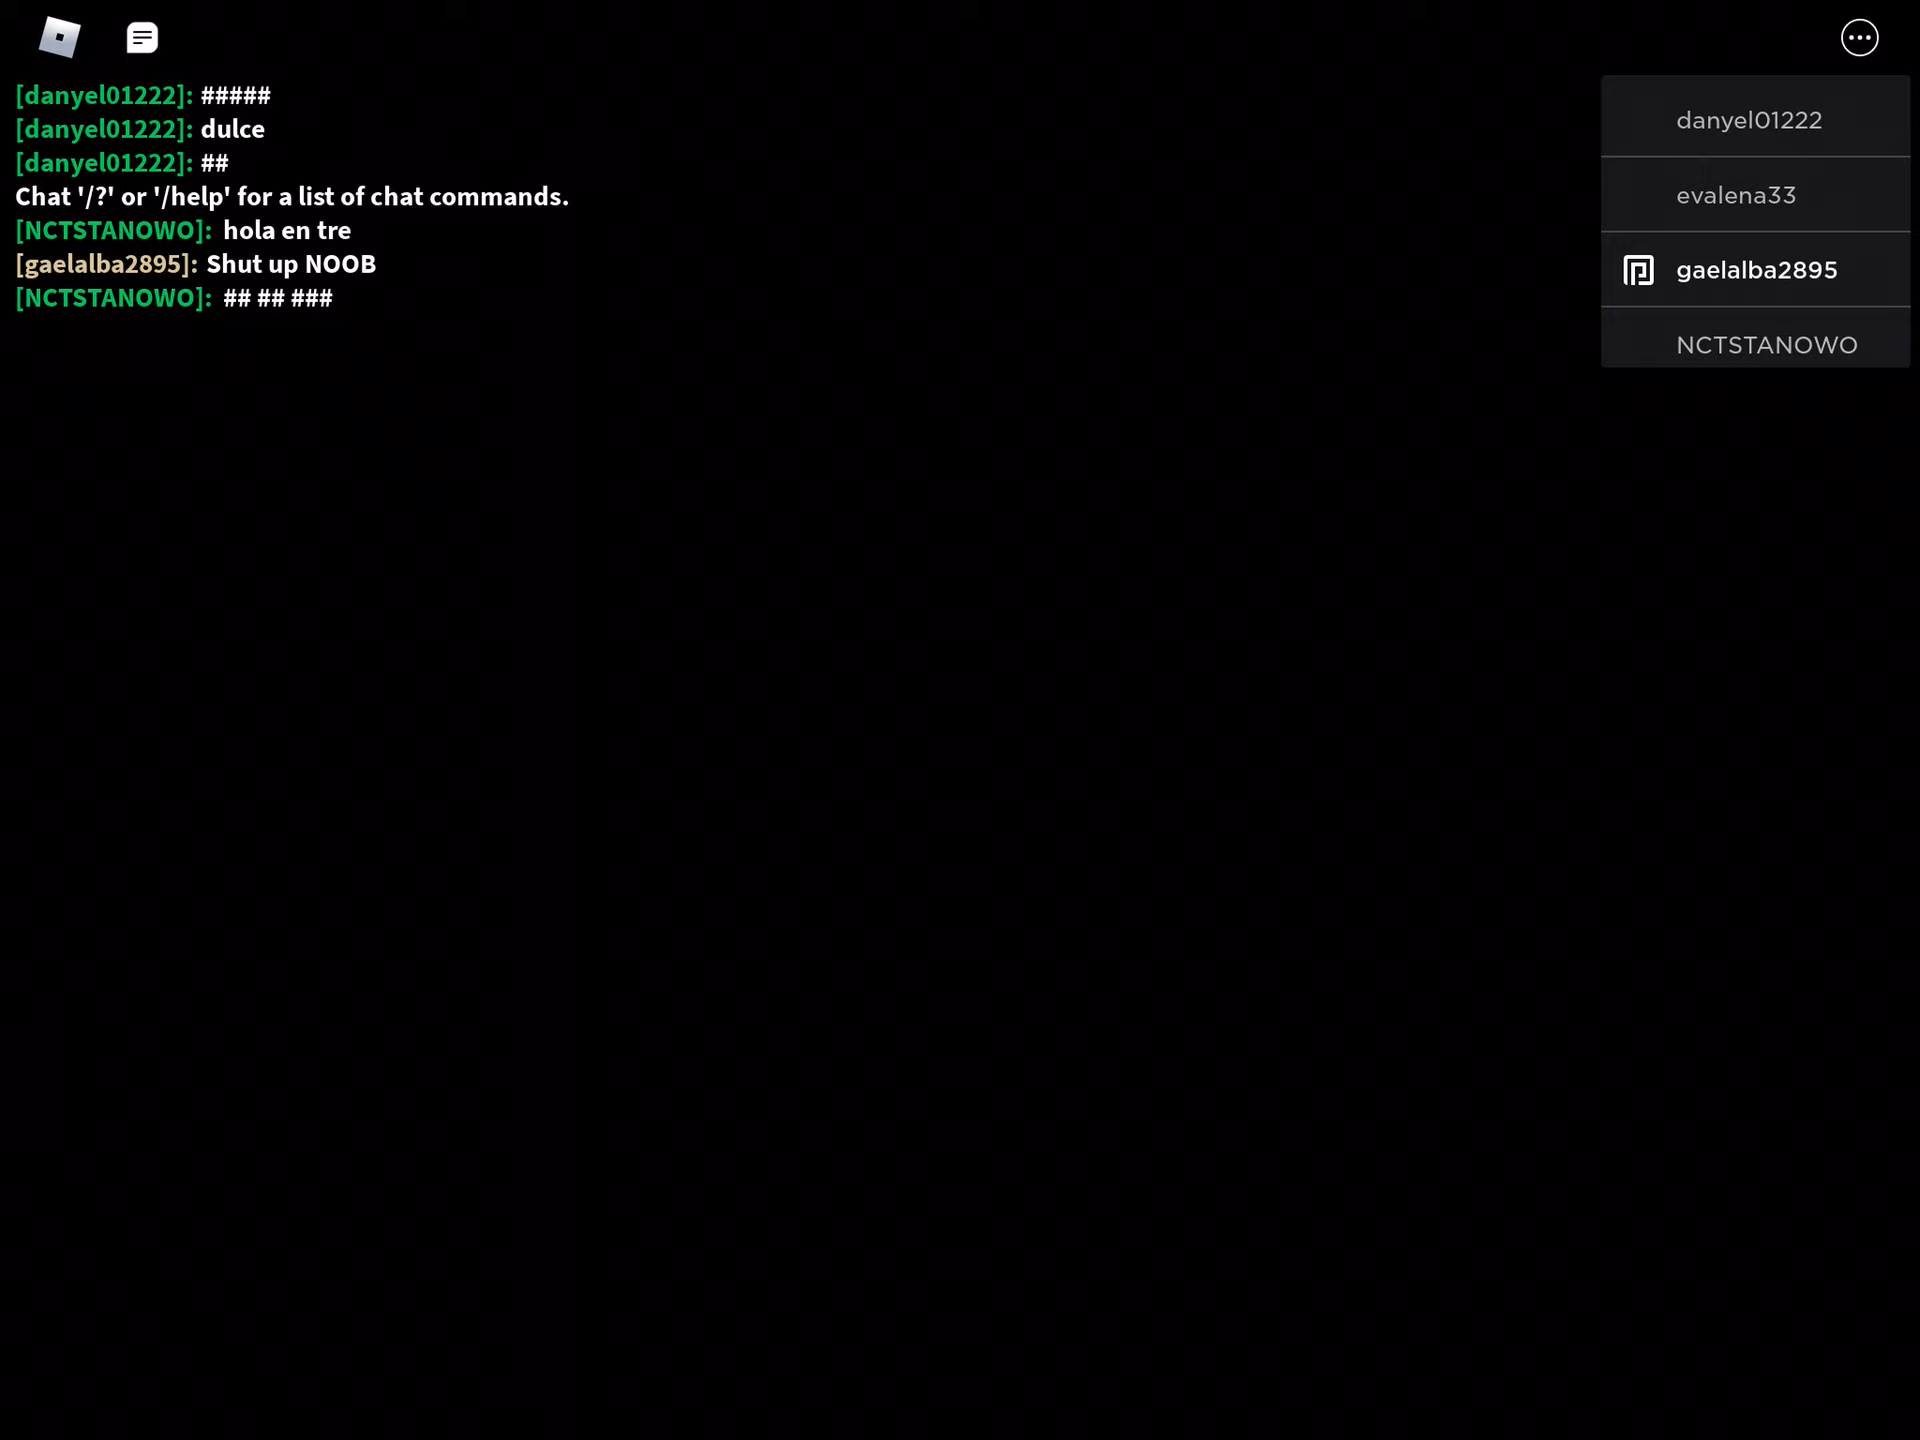 [danyel01222]: #####
[danyel01222]: dulce
[danyel01222]: ##
Chat '/?' or '/help' for a list of chat commands.
[NCTSTANOWO]: hola en tre
[gaelalba2895]: Shut up NOOB
[NCTSTANOWO]: ## ## ###
danyel01222
evalena33
gaelalba2895
NCTSTANOWO